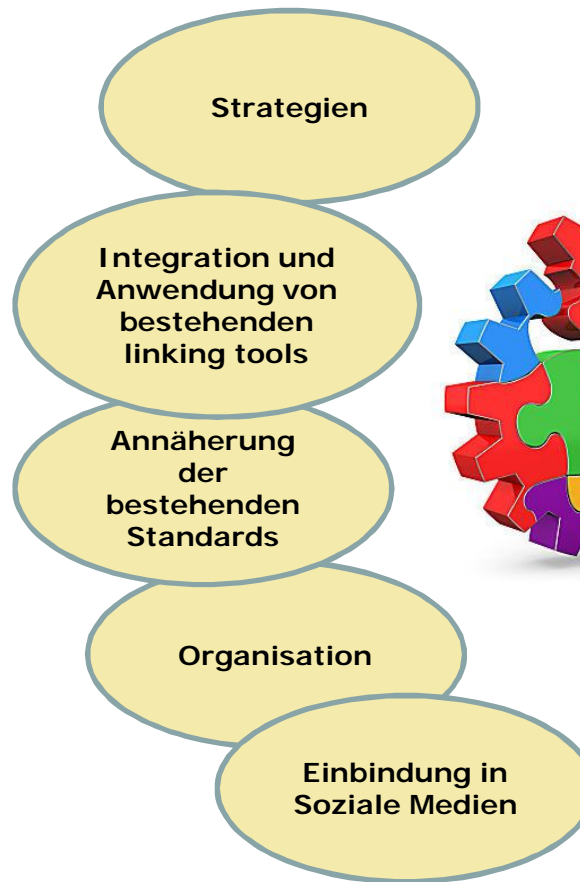 Strategien
Integration und
Anwendung von
bestehenden
linking tools
Annäherung
der
bestehenden
Standards
Organisation
Einbindung in
Soziale Medien